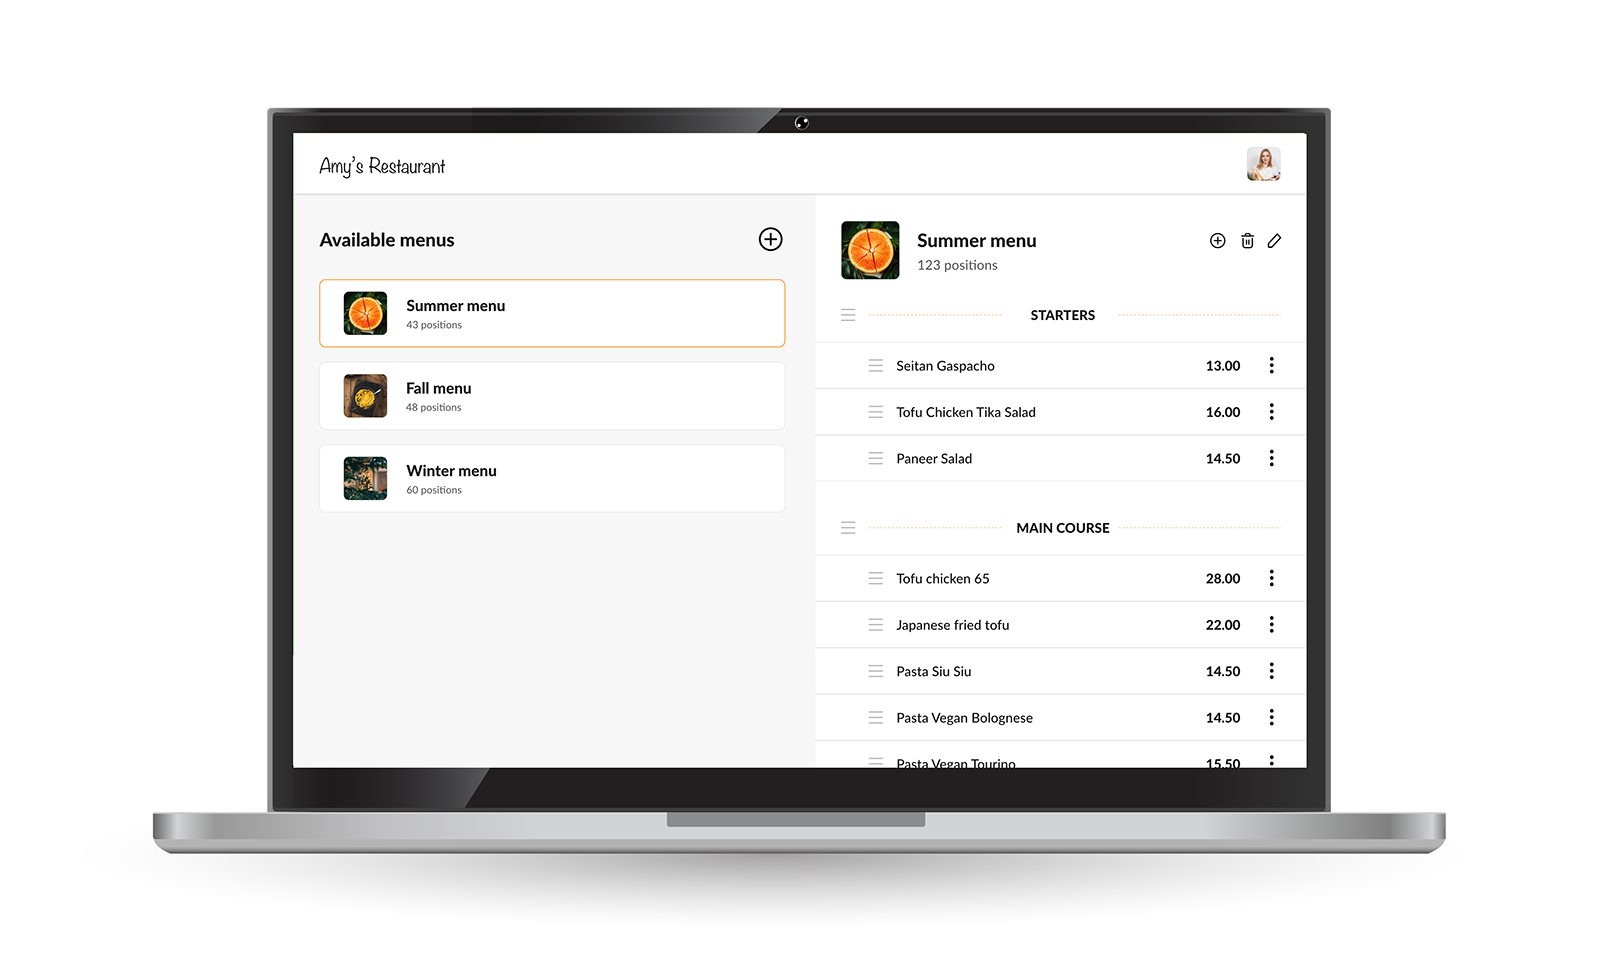 Amy's Restaurant
Available menus
Summer menu
43 positions
Fall menu
48 positions
Winter menu
60 positions
Summer menu
123 positions
STARTERS
Seitan Gaspacho 13.00
Tofu Chicken Tika Salad 16.00
Paneer Salad 14.50
MAIN COURSE
Tofu chicken 65 28.00
Japanese fried tofu 22.00
Pasta Siu Siu 14.50
Pasta Vegan Bolognese 14.50
Pasta Vegan Tourino 15.50